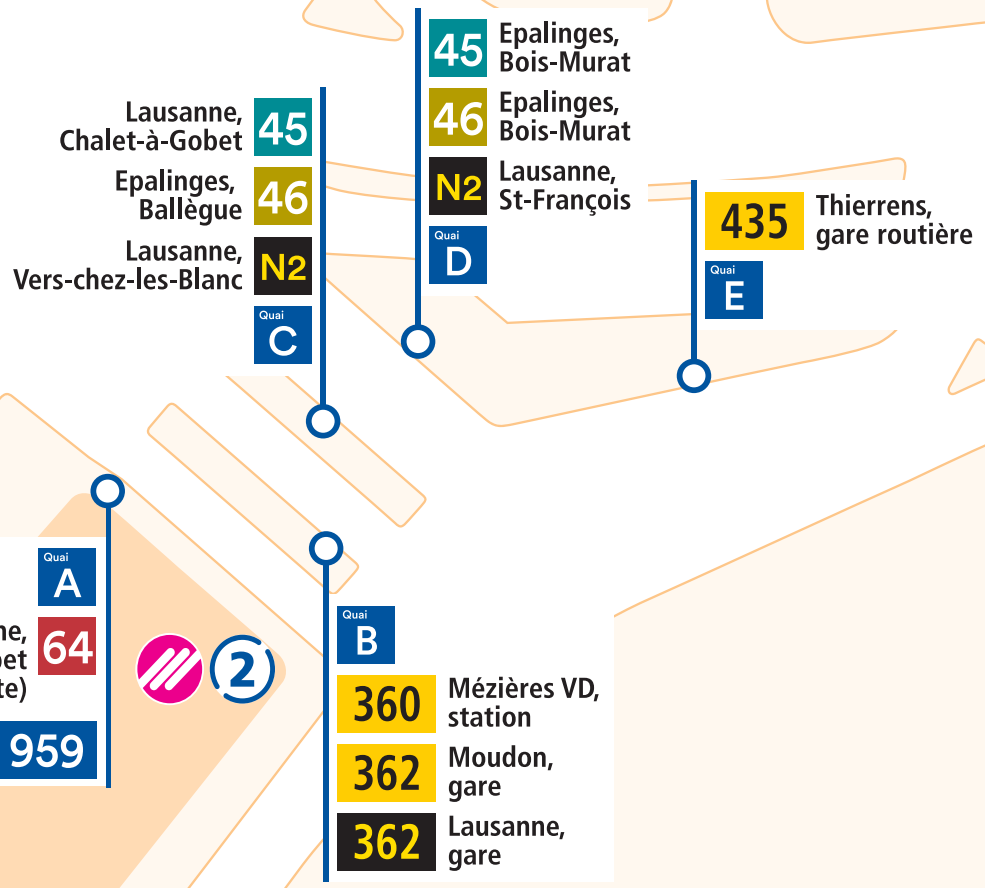 45
Epalinges,
Bois-Murat
46
Epalinges,
Bois-Murat
N2
Lausanne,
St-François
Quai
D
Lausanne,
Chalet-à-Gobet
45
Epalinges,
Ballègue
46
Lausanne,
Vers-chez-les-Blanc
N2
Quai
C
435
Thierrens,
gare routière
Quai
E
Quai
A
64
959
2
Quai
B
360
Mézières VD,
station
362
Moudon,
gare
362
Lausanne,
gare